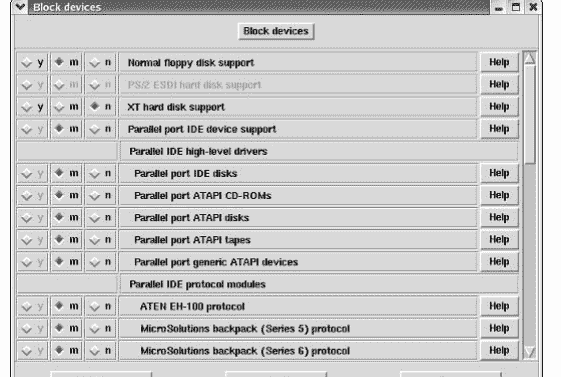 Block devices
Block devices
y m n Normal floppy disk support Help
y m n PS/2 ESDI hard disk support Help
y m n XT hard disk support Help
y m n Parallel port IDE device support Help
Parallel IDE high-level drivers
y m n Parallel port IDE disks Help
y m n Parallel port ATAPI CD-ROMs Help
y m n Parallel port ATAPI disks Help
y m n Parallel port ATAPI tapes Help
y m n Parallel port generic ATAPI devices Help
Parallel IDE protocol modules
y m n ATEN EH-100 protocol Help
y m n MicroSolutions backpack (Series 5) protocol Help
y m n MicroSolutions backpack (Series 6) protocol Help